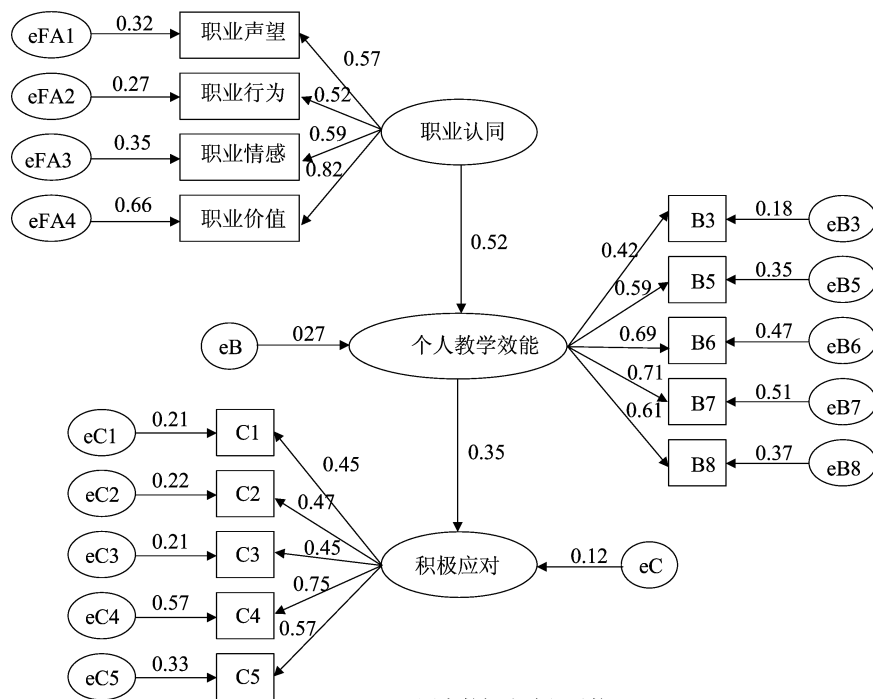 eFA1 0.32 职业声望
0.57
eFA2 0.27 职业行为
0.52
职业认同
eFA3 0.35 职业情感
0.59
0.82
eFA4 0.66 职业价值
0.52
B3 0.18 eB3
0.42
B5 0.35 eB5
0.59
eB 027 个人教学效能
0.69 B6 0.47 eB6
0.71
B7 0.51 eB7
0.61
B8 0.37 eB8
0.35
eC1 0.21 C1
0.45
eC2 0.22 C2
0.47
eC3 0.21 C3
0.45
积极应对 0.12 eC
0.75
eC4 0.57 C4
0.57
eC5 0.33 C5